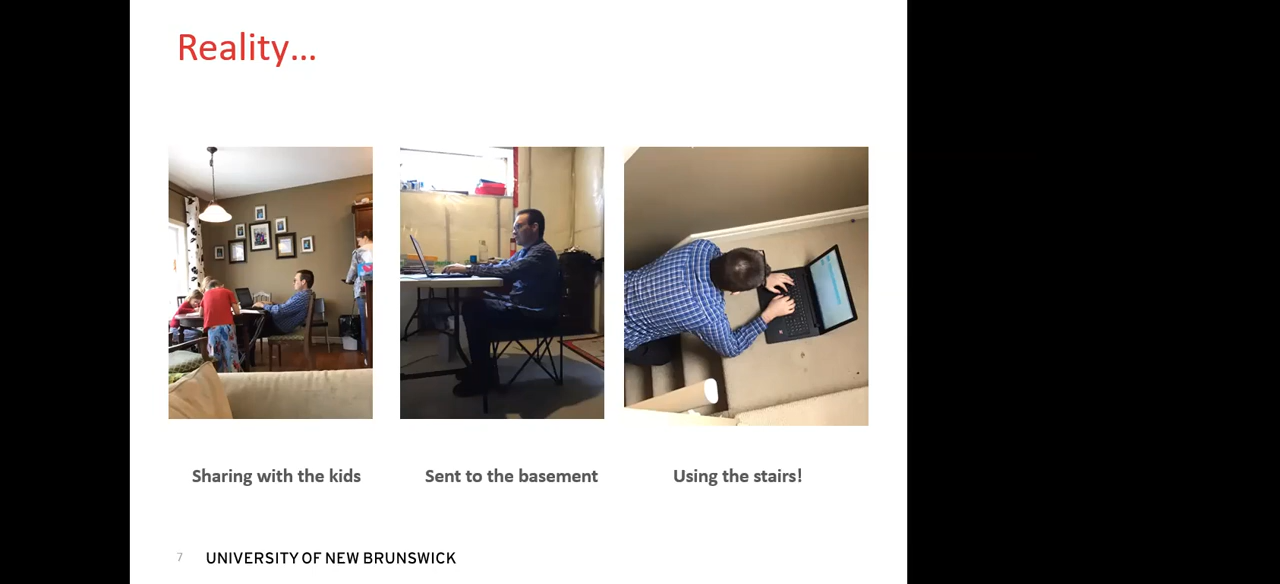 Reality...
Sharing with the kids
Sent to the basement
Using the stairs!
7
UNIVERSITY OF NEW BRUNSWICK